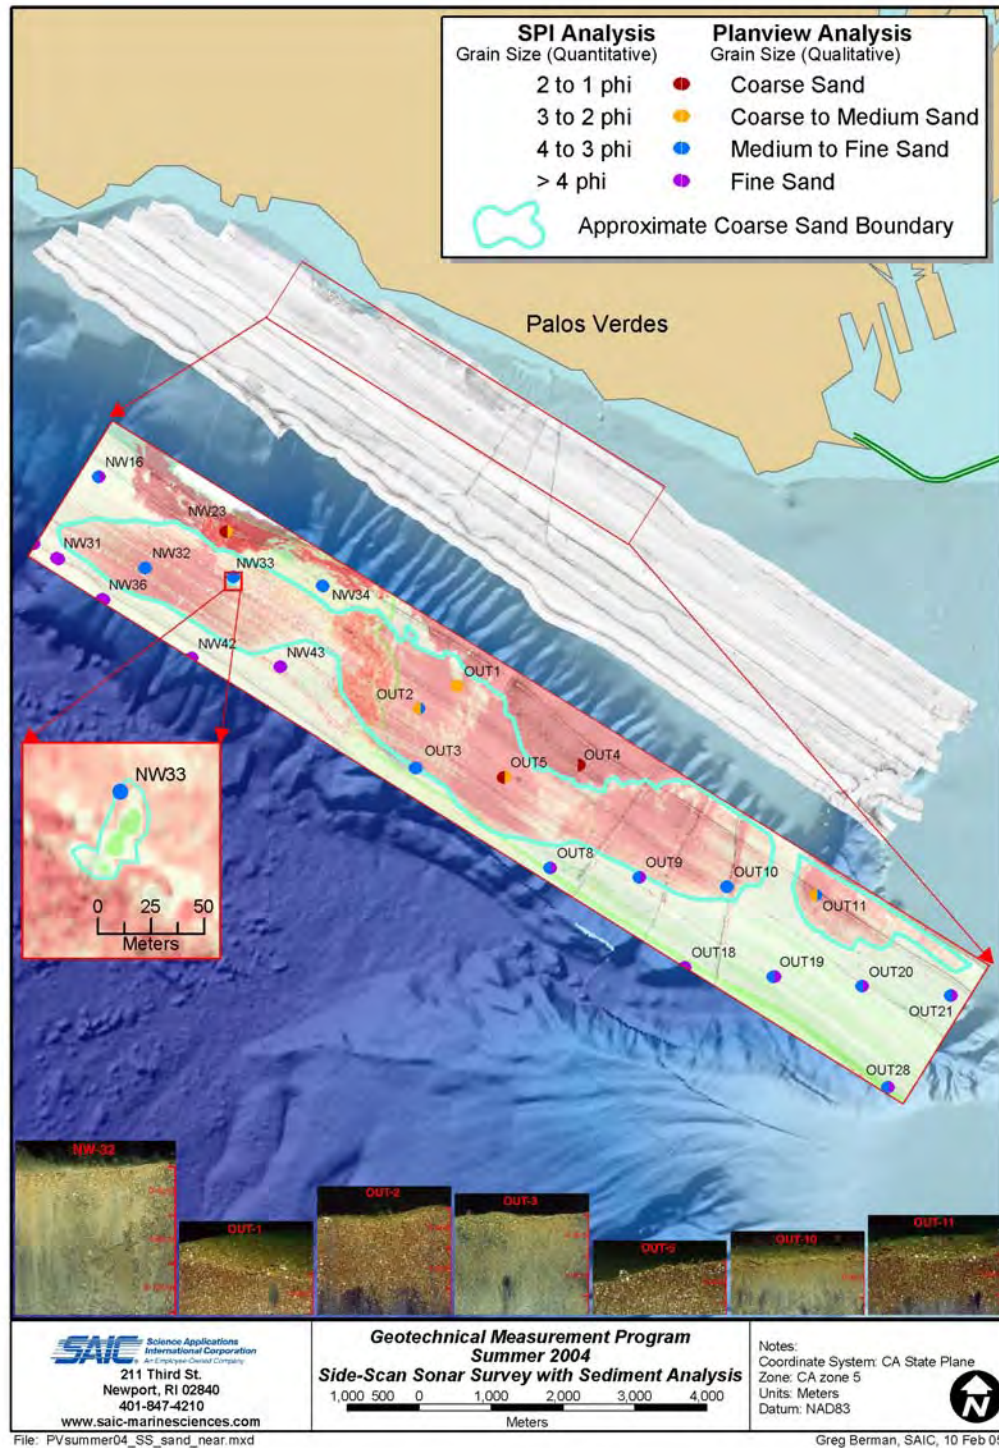 SPI Analysis Planview Analysis
Grain Size (Quantitative) Grain Size (Qualitative)
2 to 1 phi Coarse Sand
3 to 2 phi Coarse to Medium Sand
4 to 3 phi Medium to Fine Sand
> 4 phi Fine Sand
Approximate Coarse Sand Boundary
Palos Verdes
NW16
NW23
NW31
NW32
NW33
NW36
NW34
NW42
NW43
OUT1
OUT2
OUT3
OUT4
OUT5
OUT8
OUT9
OUT10
OUT11
OUT18
OUT19
OUT20
OUT21
OUT28
NW33
0 25 50
Meters
NW-32
OUT-1
OUT-2
OUT-3
OUT-10
OUT-11
SAIC Science Applications
International Corporation
An Employee-Owned Company
211 Third St.
Newport, RI 02840
401-847-4210
www.saic-marinesciences.com
Geotechnical Measurement Program
Summer 2004
Side-Scan Sonar Survey with Sediment Analysis
1,000 500 0 1,000 2,000 3,000 4,000
Meters
Notes:
Coordinate System: CA State Plane
Zone: CA zone 5
Units: Meters
Datum: NAD83
N
File: PVsummer04_SS_sand_near.mxd
Greg Berman, SAIC, 10 Feb 05